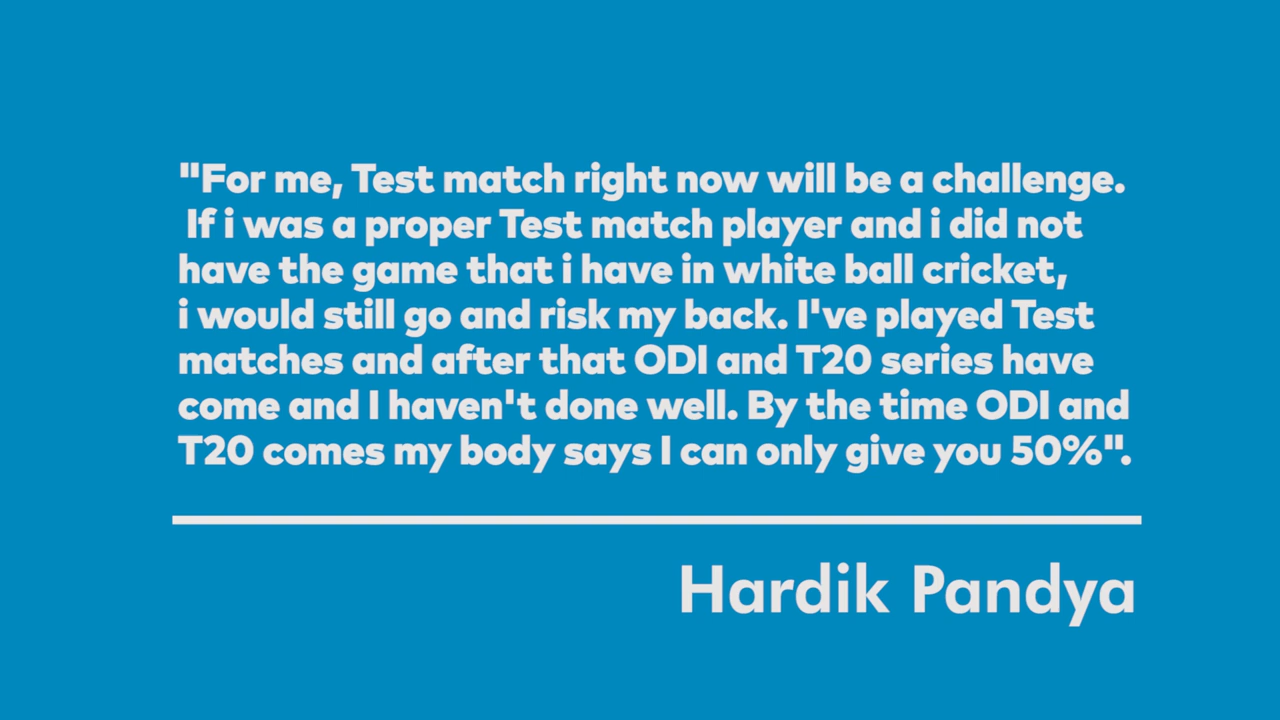 "For me, Test match right now will be a challenge.
If i was a proper Test match player and i did not
have the game that i have in white ball cricket,
i would still go and risk my back. I've played Test
matches and after that ODI and T20 series have
come and I haven't done well. By the time ODI and
T20 comes my body says I can only give you 50%".
Hardik Pandya